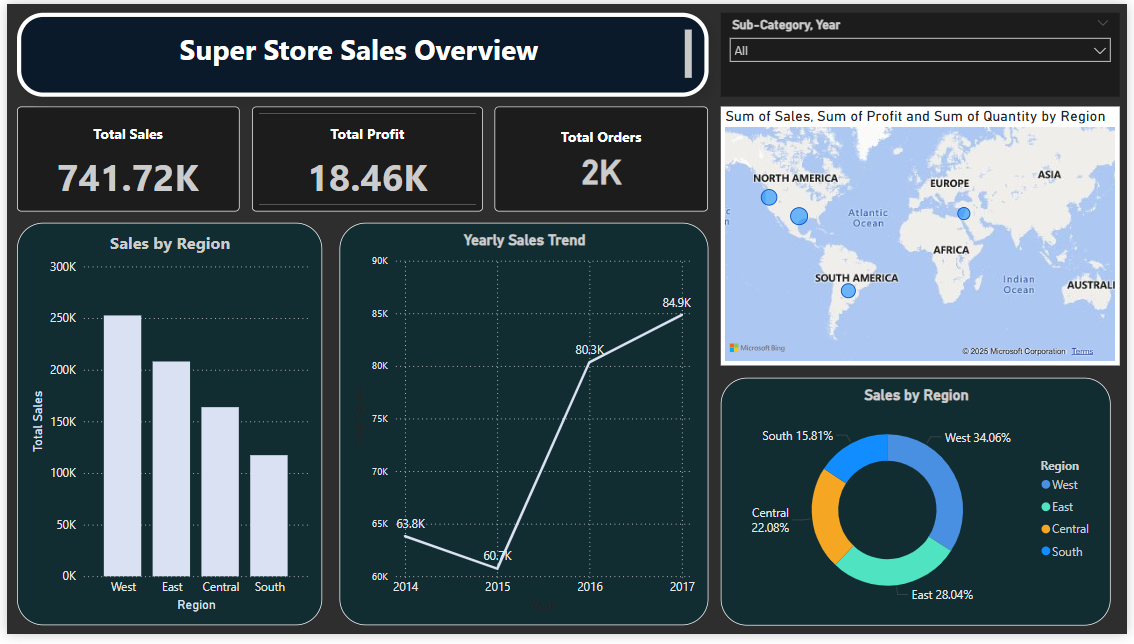 Super Store Sales Overview
Sub-Category, Year
All
Total Sales
741.72K
Total Profit
18.46K
Total Orders
2K
Sum of Sales, Sum of Profit and Sum of Quantity by Region
NORTH AMERICA
EUROPE
ASIA
Atlantic
Ocean
AFRICA
SOUTH AMERICA
Indian
Ocean
AUSTRALI
Microsoft Bing
© 2025 Microsoft Corporation Terms
Sales by Region
300K
250K
200K
150K
100K
50K
0K
Total Sales
West East Central South
Region
Yearly Sales Trend
90K
85K
80K
75K
70K
65K
60K
63.8K
60.7K
80.3K
84.9K
2014 2015 2016 2017
Sales by Region
South 15.81%
West 34.06%
Central
22.08%
East 28.04%
Region
West
East
Central
South